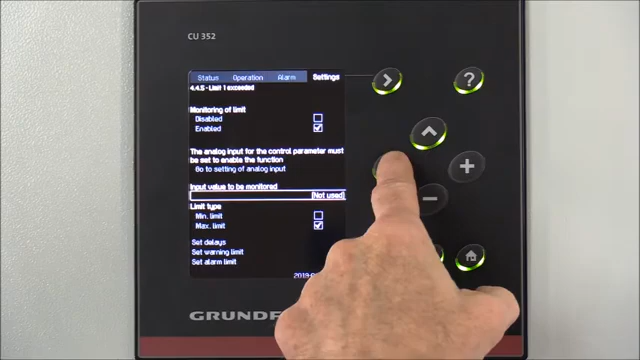 CU 352
Status Operation Alarm Settings
4.4.5 - Limit 1 exceeded
Monitoring of limit
Disabled
Enabled
The analog input for the control parameter must
be set to enable the function
Go to setting of analog input
Input value to be monitored
[Not used]
Limit type
Min. limit
Max. limit
Set delays
Set warning limit
Set alarm limit